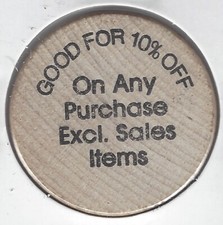 GOOD FOR 10% OFF
On Any
Purchase
Excl. Sales
Items